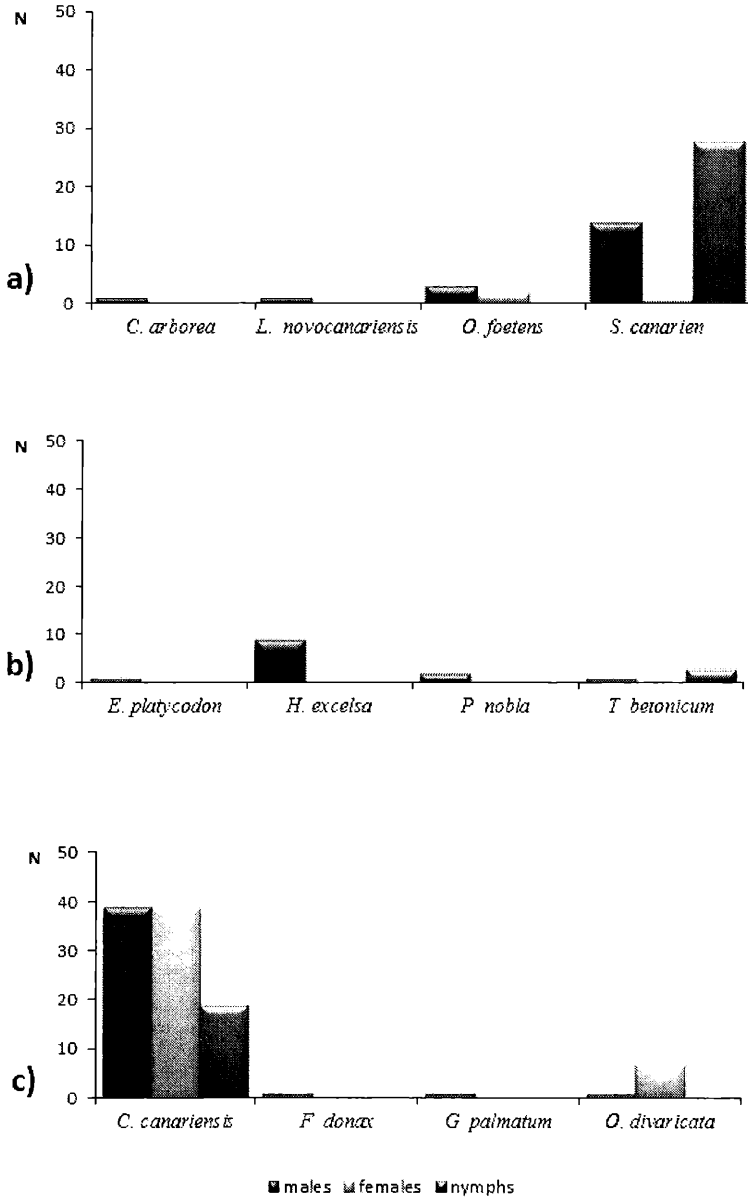 N
50
40
30
20
10
0
a)
C. arborea L. novocanariensis O. foetens S. canarien
N
50
40
30
20
10
0
b)
E. platycodon H. excelsa P nobla T betonicum
N
50
40
30
20
10
0
c)
C. canariensis F donax G palmatum O. divaricata
males females nymphs